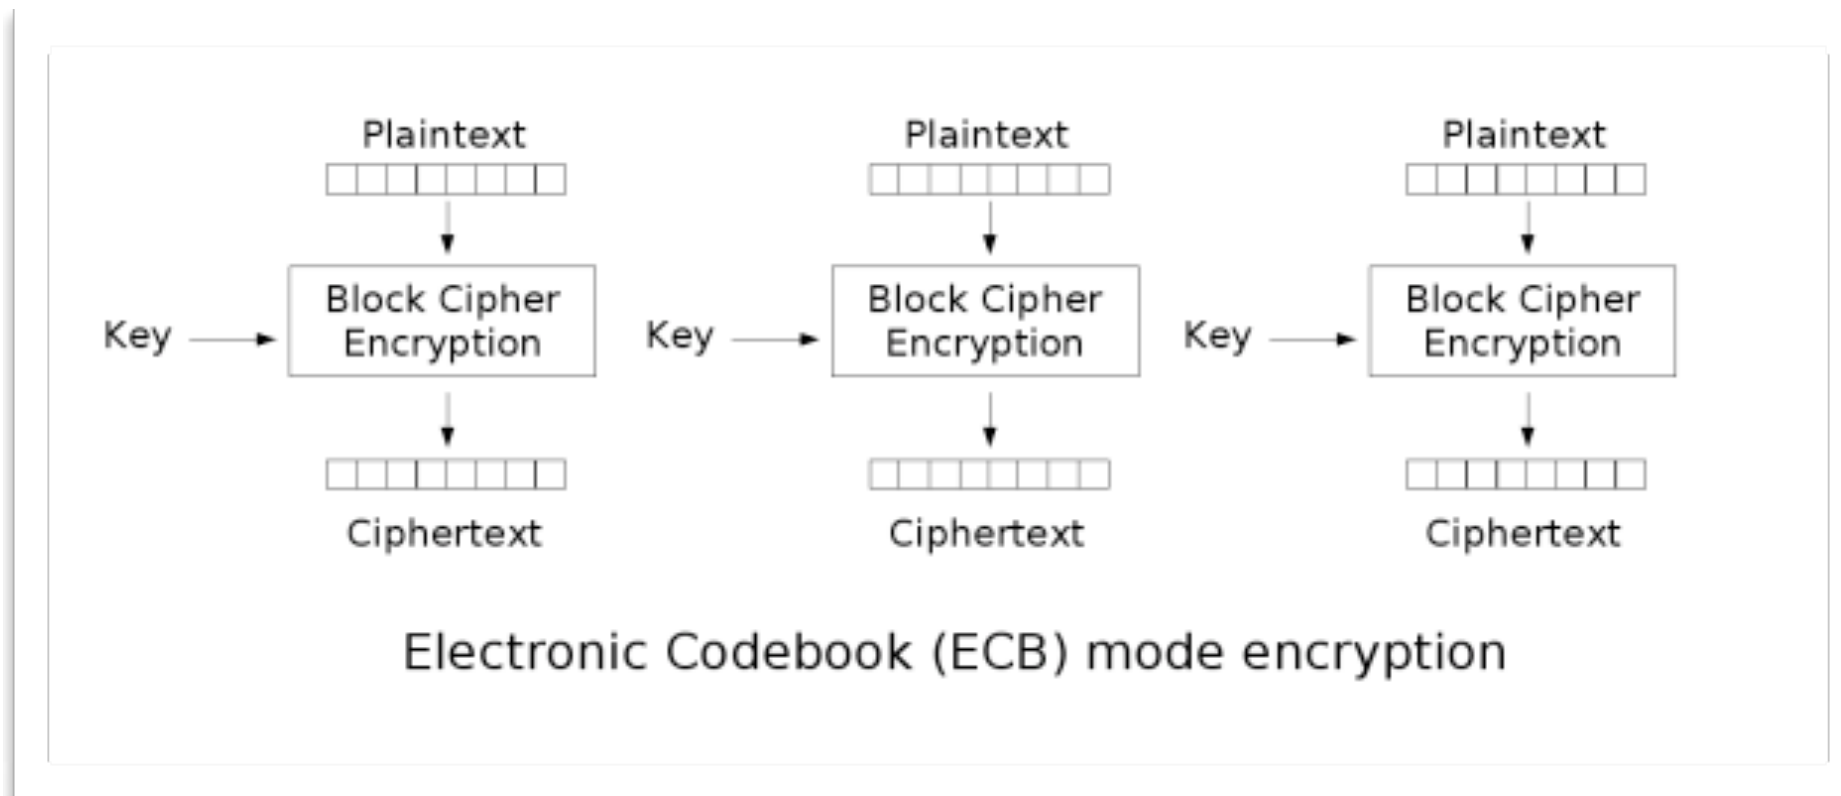 Plaintext
Plaintext
Plaintext
Key
Block Cipher
Encryption
Key
Block Cipher
Encryption
Key
Block Cipher
Encryption
Ciphertext
Ciphertext
Ciphertext
Electronic Codebook (ECB) mode encryption